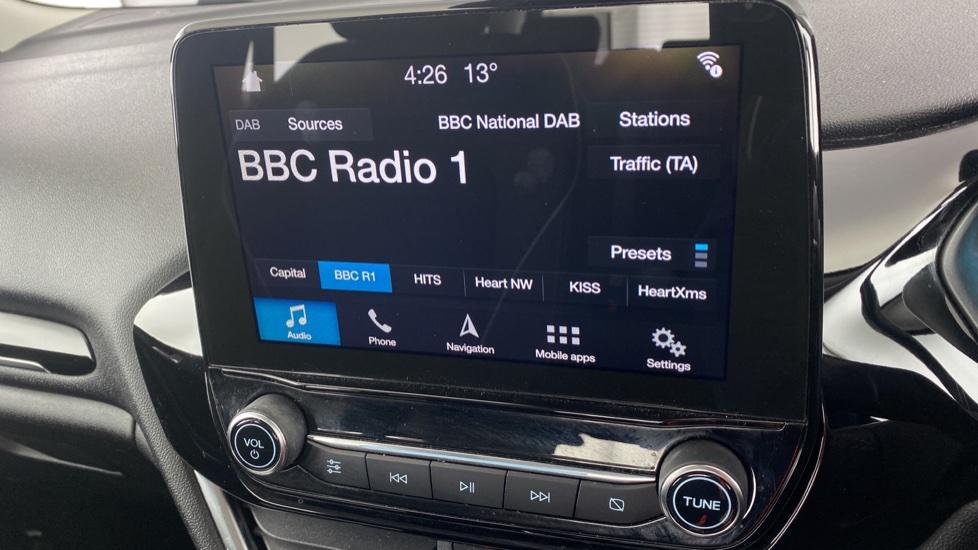 4:26 13°
DAB Sources BBC National DAB Stations
BBC Radio 1 Traffic (TA)
Presets
Capital BBC R1 HITS Heart NW KISS HeartXms
Audio Phone Navigation Mobile apps Settings
VOL
TUNE